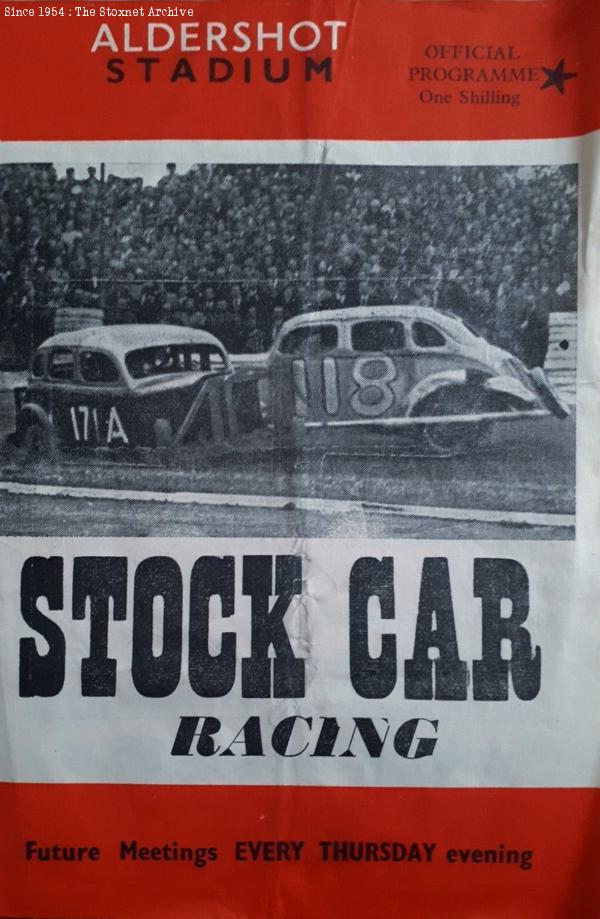 Since 1954 : The Stoxnet Archive
ALDERSHOT
STADIUM
OFFICIAL
PROGRAMME
One Shilling
171A
118
STOCK CAR
RACING
Future Meetings EVERY THURSDAY evening